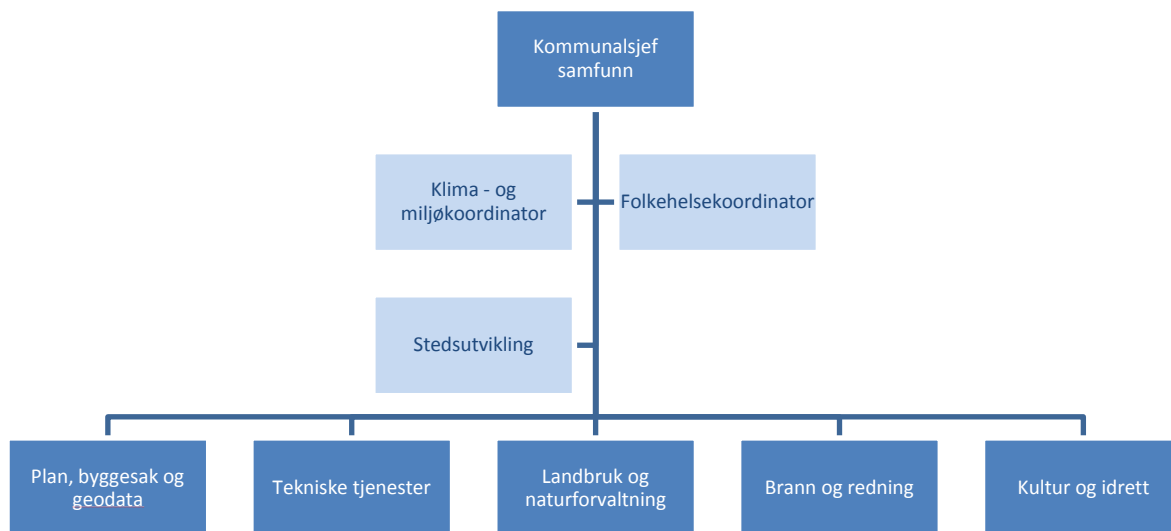 Kommunalsjef
samfunn
Klima - og
miljøkoordinator
Folkehelsekoordinator
Stedsutvikling
Plan, byggesak og
geodata
Tekniske tjenester
Landbruk og
naturforvaltning
Brann og redning
Kultur og idrett